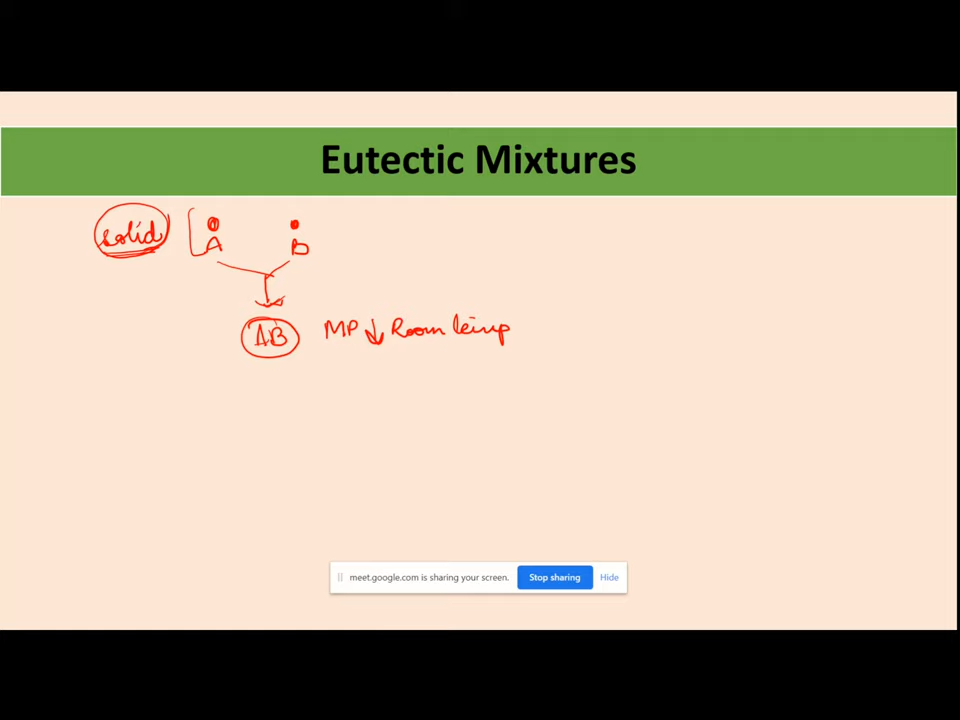 Eutectic Mixtures
solid A B
AB MP ↓ Room temp
meet.google.com is sharing your screen. Stop sharing Hide